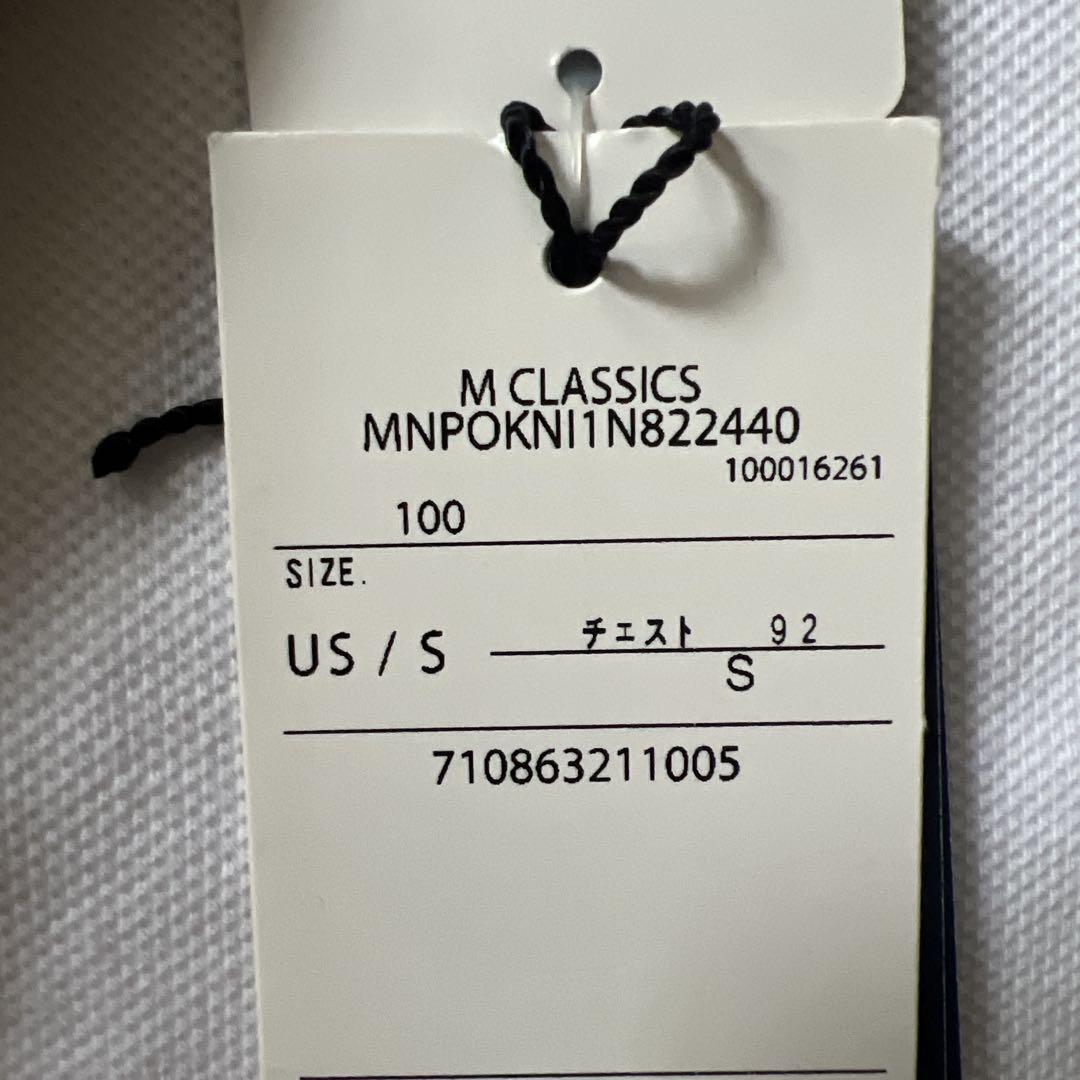 M CLASSICS
MNPOKNI1N822440
100016261
100
SIZE.
US / S
チェスト 92
S
710863211005